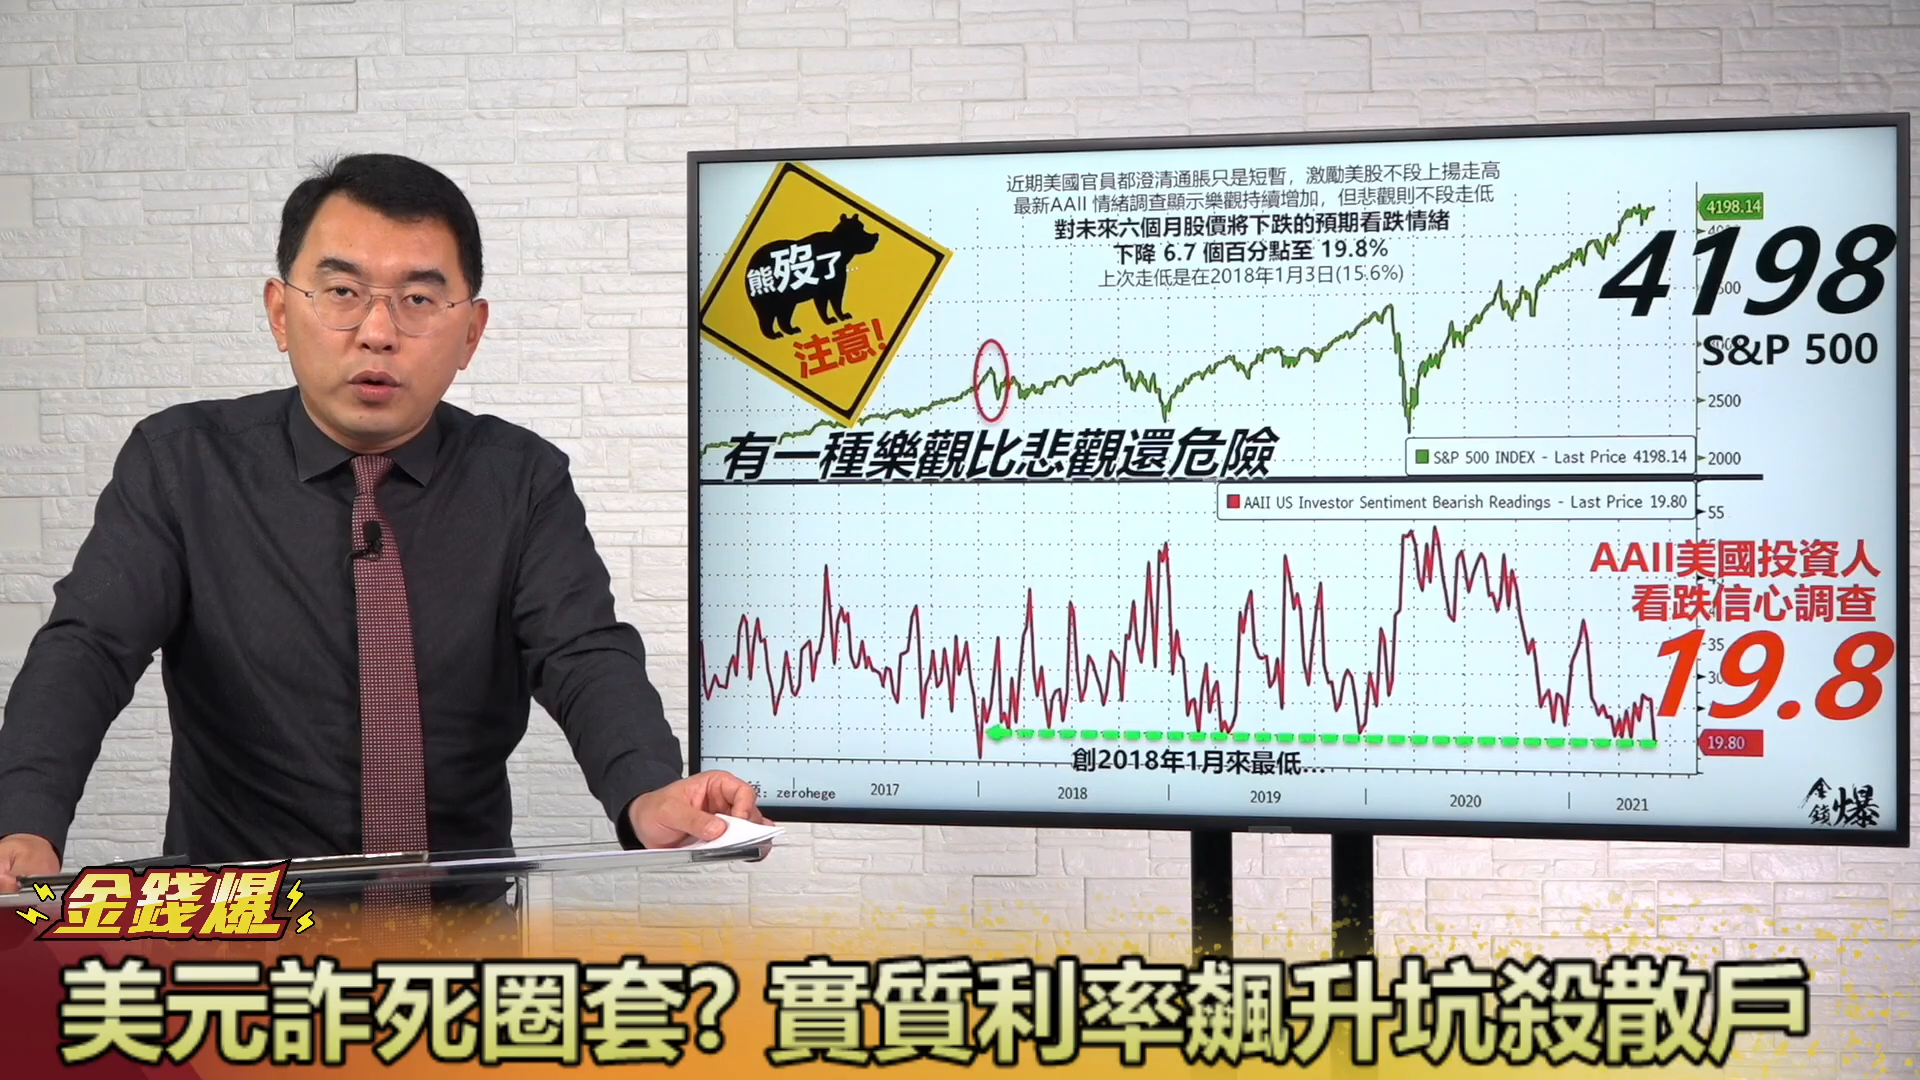 近期美國官員都澄清通脹只是短暫，激勵美股不段上揚走高
最新AAII 情緒調查顯示樂觀持續增加，但悲觀則不段走低
對未來六個月股價將下跌的預期看跌情緒
下降 6.7 個百分點至 19.8%
上次走低是在2018年1月3日(15.6%)
熊歿了...
注意!
4198.14
4198
S&P 500
2500
有一種樂觀比悲觀還危險
S&P 500 INDEX - Last Price 4198.14
2000
AAII US Investor Sentiment Bearish Readings - Last Price 19.80
55
AAII美國投資人
看跌信心調查
35
19.8
19.80
創2018年1月來最低...
: zerohege
2017
2018
2019
2020
2021
金錢爆
金錢爆
美元詐死圈套? 實質利率飆升坑殺散戶